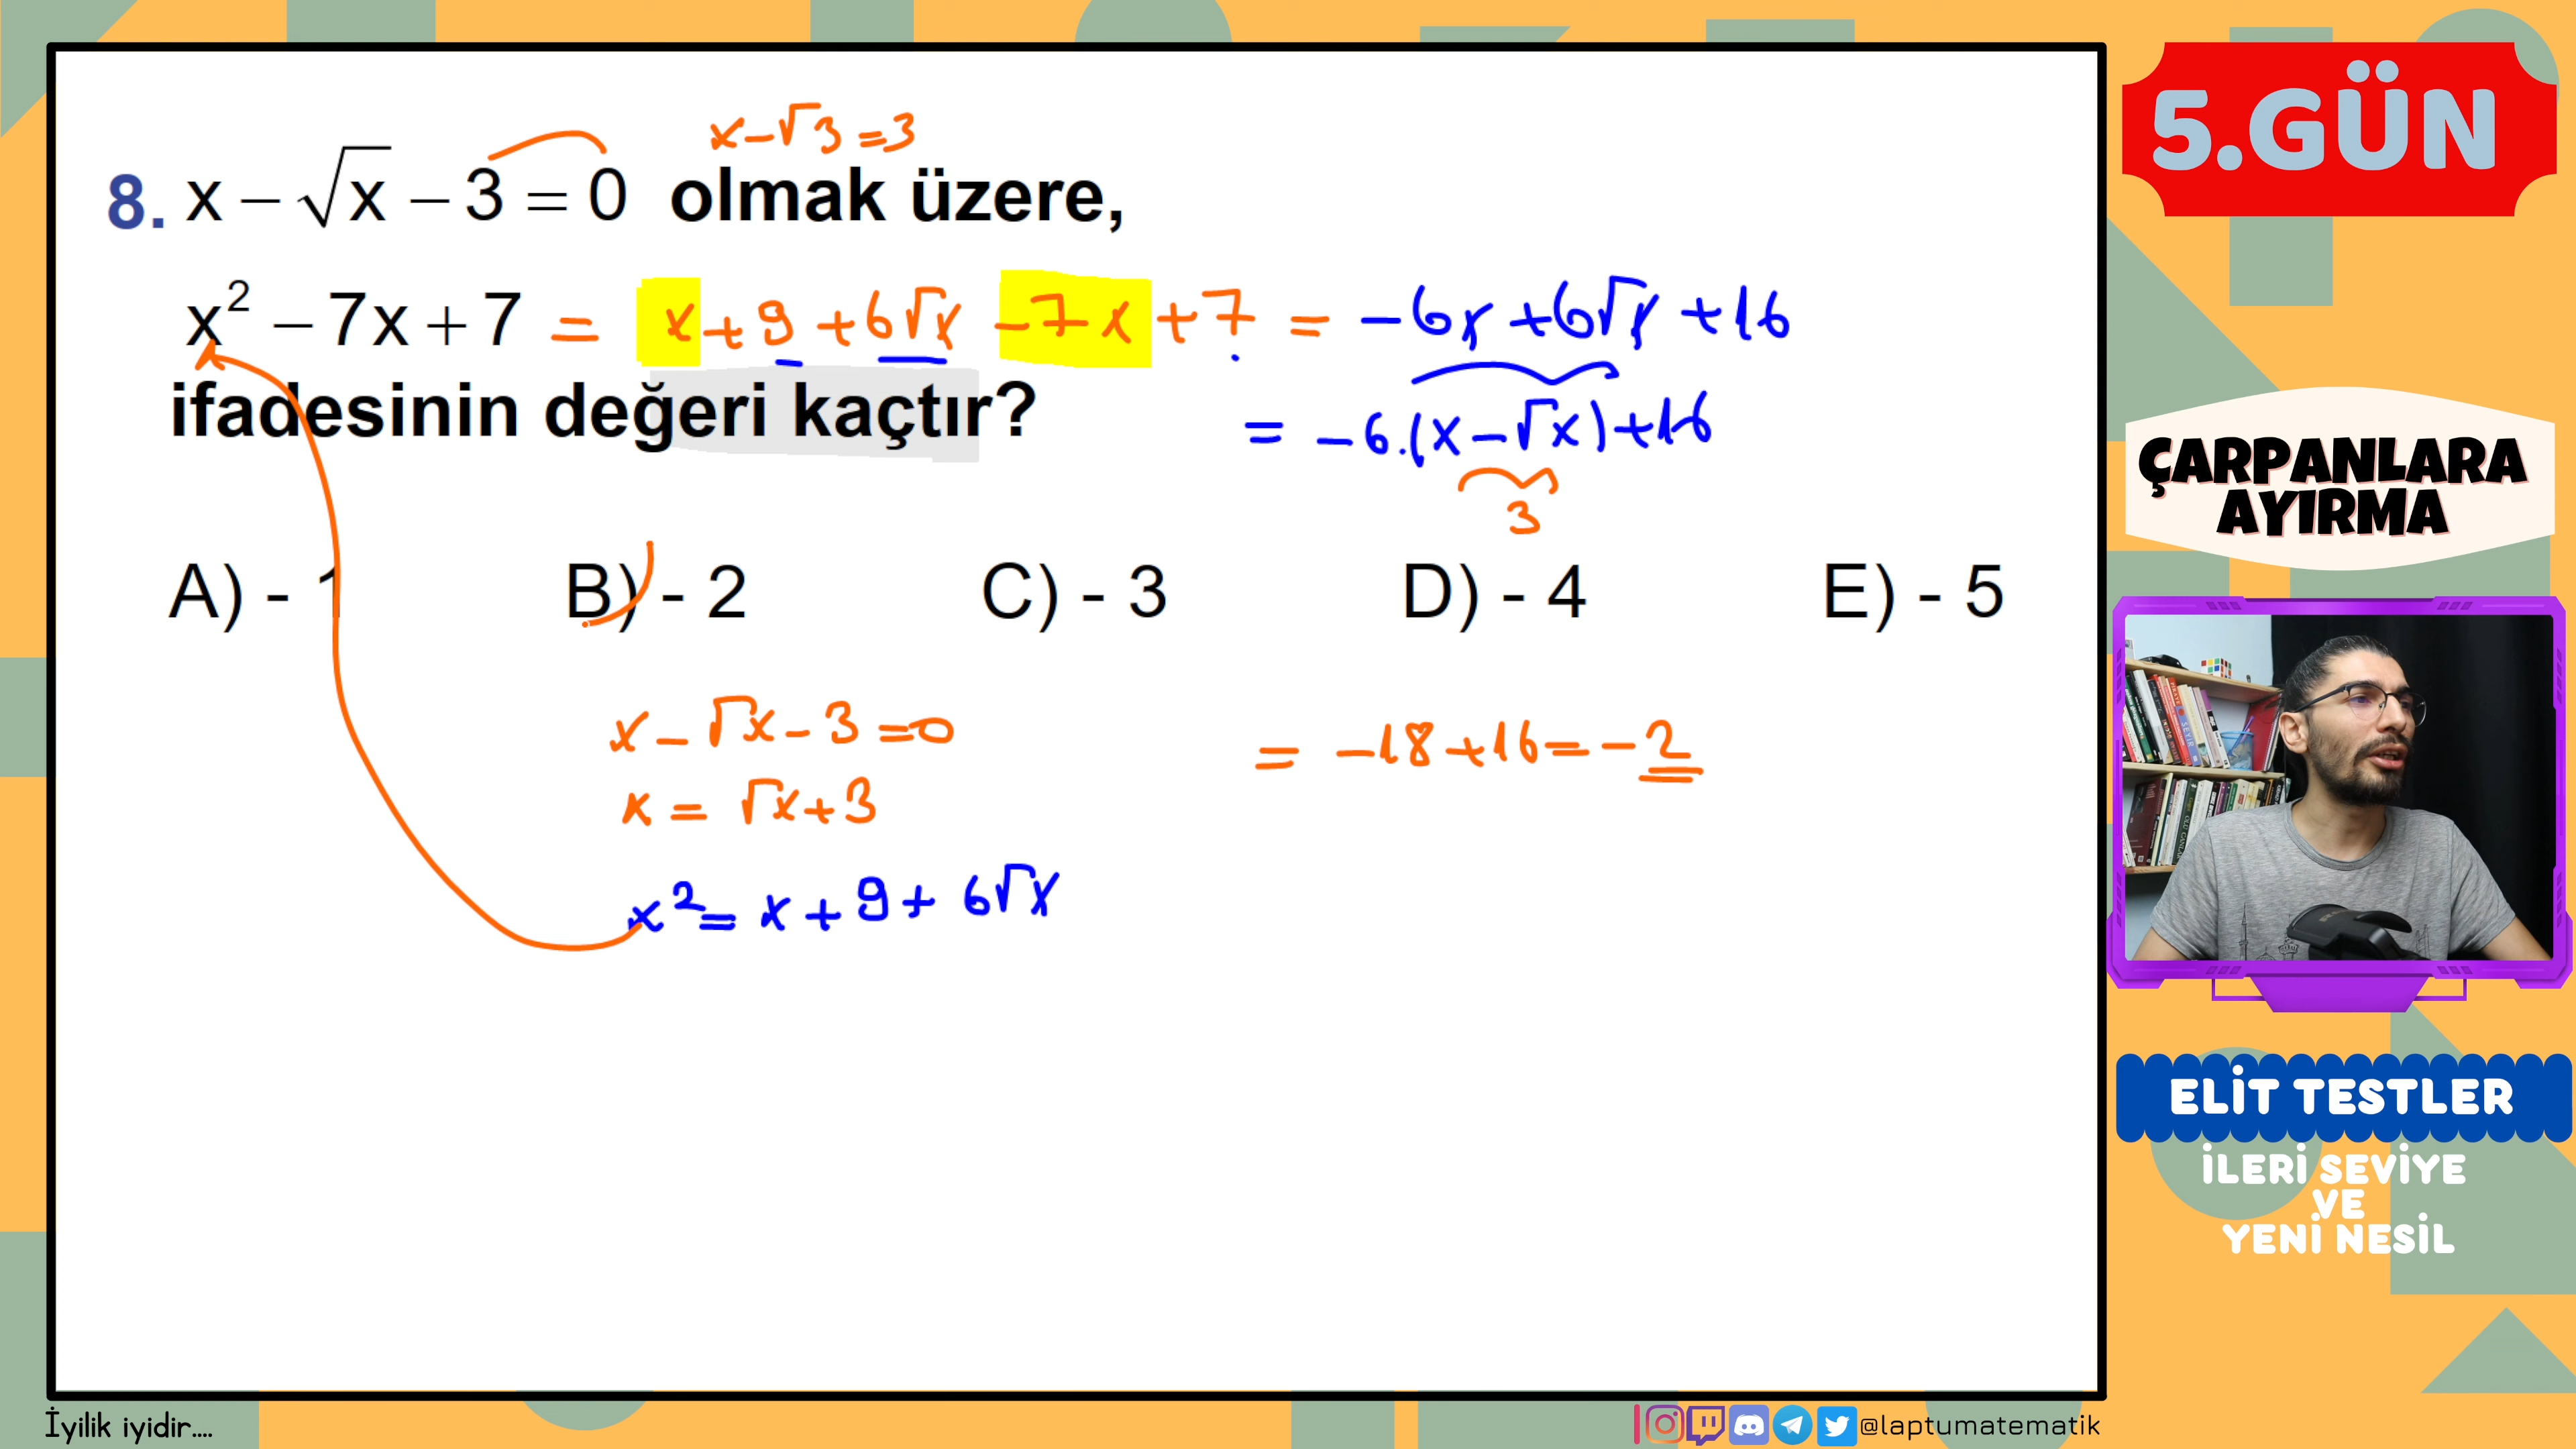 x − √3 = 3
8. x − √x − 3 = 0 olmak üzere,
x² − 7x + 7 = x + 9 + 6√x − 7x + 7 = −6x + 6√x + 16
ifadesinin değeri kaçtır?
= −6.(x − √x) + 16
3
A) - 1 B) - 2 C) - 3 D) - 4 E) - 5
x − √x − 3 = 0
= −18 + 16 = −2
x = √x + 3
x² = x + 9 + 6√x
5.GÜN
ÇARPANLARA
AYIRMA
ELİT TESTLER
İLERİ SEVİYE
VE
YENİ NESİL
İyilik iyidir....
@laptumatematik